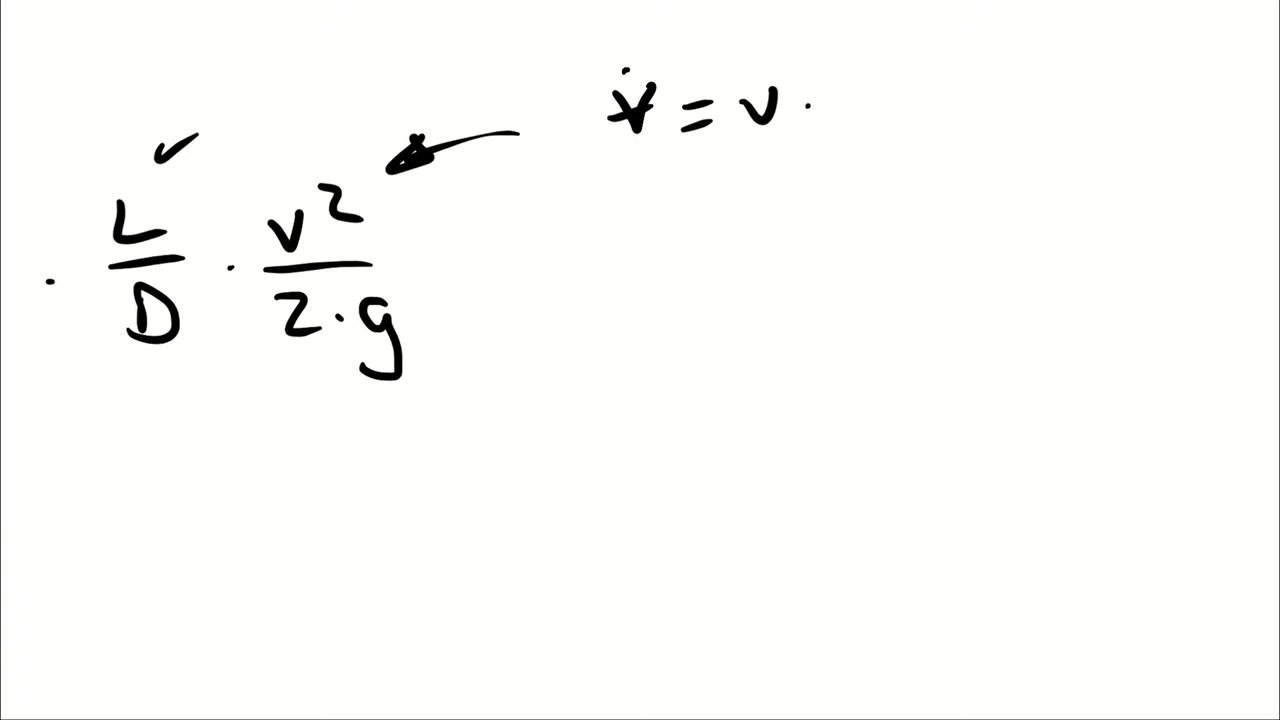 V̶̇ = v ·
✓
· L/D · v²/2·g